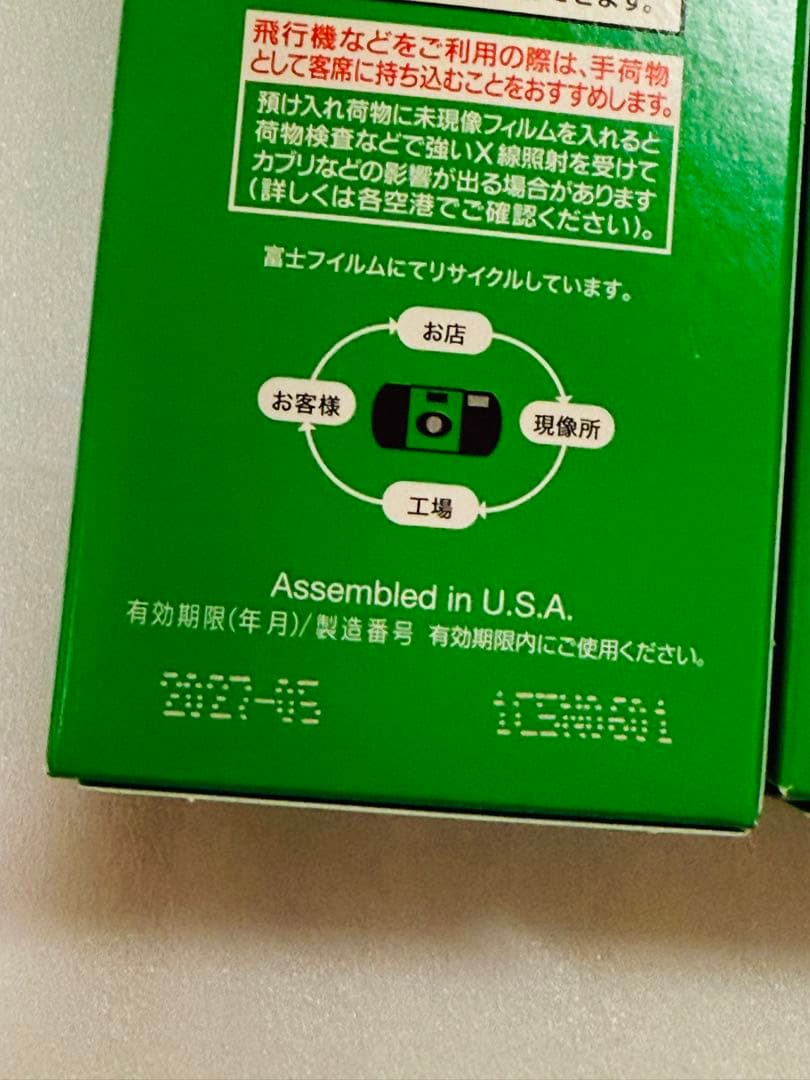 きます。
飛行機などをご利用の際は、手荷物
として客席に持ち込むことをおすすめします。
預け入れ荷物に未現像フィルムを入れると
荷物検査などで強いX線照射を受けて
カブリなどの影響が出る場合があります
(詳しくは各空港でご確認ください)。
富士フイルムにてリサイクルしています。
お店
お客様
現像所
工場
Assembled in U.S.A.
有効期限(年月)/製造番号 有効期限内にご使用ください。
2027-05